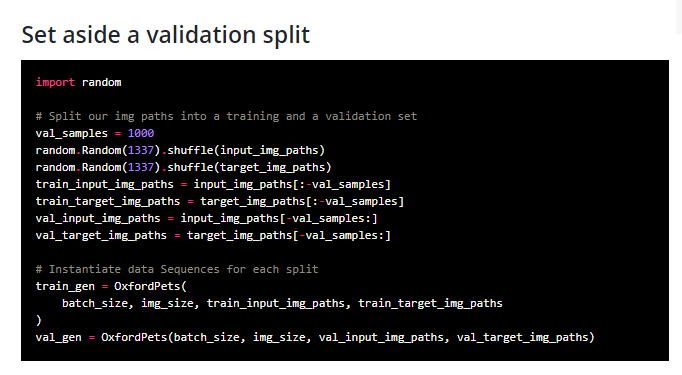 Set aside a validation split
import random
# Split our img paths into a training and a validation set
val_samples = 1000
random.Random(1337).shuffle(input_img_paths)
random.Random(1337).shuffle(target_img_paths)
train_input_img_paths = input_img_paths[:-val_samples]
train_target_img_paths = target_img_paths[:-val_samples]
val_input_img_paths = input_img_paths[-val_samples:]
val_target_img_paths = target_img_paths[-val_samples:]
# Instantiate data Sequences for each split
train_gen = OxfordPets(
    batch_size, img_size, train_input_img_paths, train_target_img_paths
)
val_gen = OxfordPets(batch_size, img_size, val_input_img_paths, val_target_img_paths)